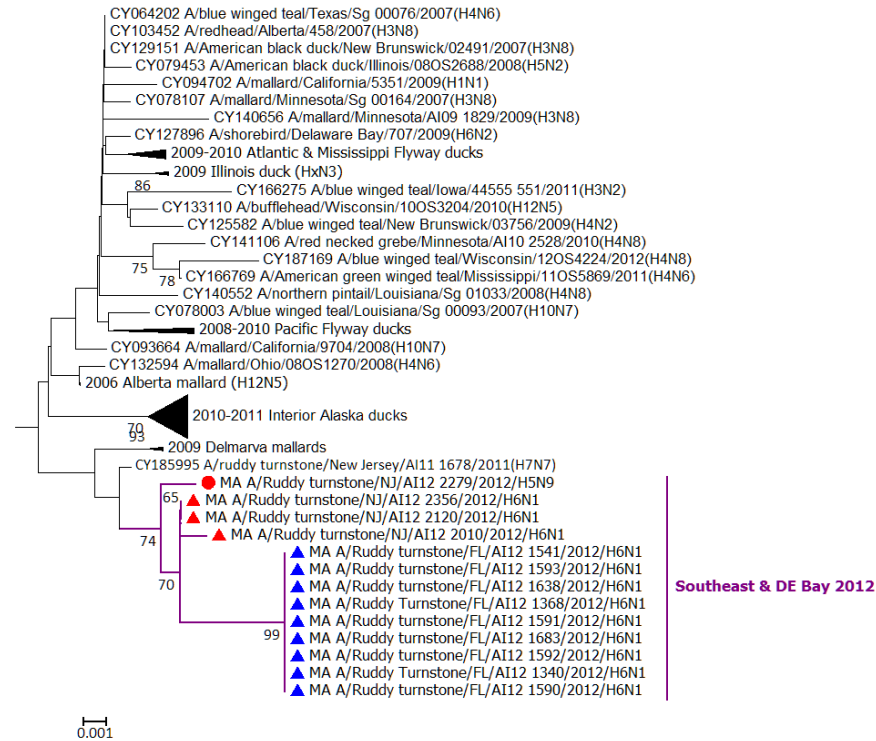 CY064202 A/blue winged teal/Texas/Sg 00076/2007(H4N6)
CY103452 A/redhead/Alberta/458/2007(H3N8)
CY129151 A/American black duck/New Brunswick/02491/2007(H3N8)
CY079453 A/American black duck/Illinois/08OS2688/2008(H5N2)
CY094702 A/mallard/California/5351/2009(H1N1)
CY078107 A/mallard/Minnesota/Sg 00164/2007(H3N8)
CY140656 A/mallard/Minnesota/AI09 1829/2009(H3N8)
CY127896 A/shorebird/Delaware Bay/707/2009(H6N2)
2009-2010 Atlantic & Mississippi Flyway ducks
2009 Illinois duck (HxN3)
86
CY166275 A/blue winged teal/Iowa/44555 551/2011(H3N2)
CY133110 A/bufflehead/Wisconsin/10OS3204/2010(H12N5)
CY125582 A/blue winged teal/New Brunswick/03756/2009(H4N2)
CY141106 A/red necked grebe/Minnesota/AI10 2528/2010(H4N8)
75
CY187169 A/blue winged teal/Wisconsin/12OS4224/2012(H4N8)
78
CY166769 A/American green winged teal/Mississippi/11OS5869/2011(H4N6)
CY140552 A/northern pintail/Louisiana/Sg 01033/2008(H4N8)
CY078003 A/blue winged teal/Louisiana/Sg 00093/2007(H10N7)
2008-2010 Pacific Flyway ducks
CY093664 A/mallard/California/9704/2008(H10N7)
CY132594 A/mallard/Ohio/08OS1270/2008(H4N6)
2006 Alberta mallard (H12N5)
2010-2011 Interior Alaska ducks
70
93
2009 Delmarva mallards
CY185995 A/ruddy turnstone/New Jersey/AI11 1678/2011(H7N7)
MA A/Ruddy turnstone/NJ/AI12 2279/2012/H5N9
65
MA A/Ruddy turnstone/NJ/AI12 2356/2012/H6N1
MA A/Ruddy turnstone/NJ/AI12 2120/2012/H6N1
74
MA A/Ruddy turnstone/NJ/AI12 2010/2012/H6N1
MA A/Ruddy turnstone/FL/AI12 1541/2012/H6N1
MA A/Ruddy turnstone/FL/AI12 1593/2012/H6N1
70
MA A/Ruddy turnstone/FL/AI12 1638/2012/H6N1
Southeast & DE Bay 2012
MA A/Ruddy Turnstone/FL/AI12 1368/2012/H6N1
MA A/Ruddy turnstone/FL/AI12 1591/2012/H6N1
99
MA A/Ruddy turnstone/FL/AI12 1683/2012/H6N1
MA A/Ruddy turnstone/FL/AI12 1592/2012/H6N1
MA A/Ruddy Turnstone/FL/AI12 1340/2012/H6N1
MA A/Ruddy turnstone/FL/AI12 1590/2012/H6N1
0.001